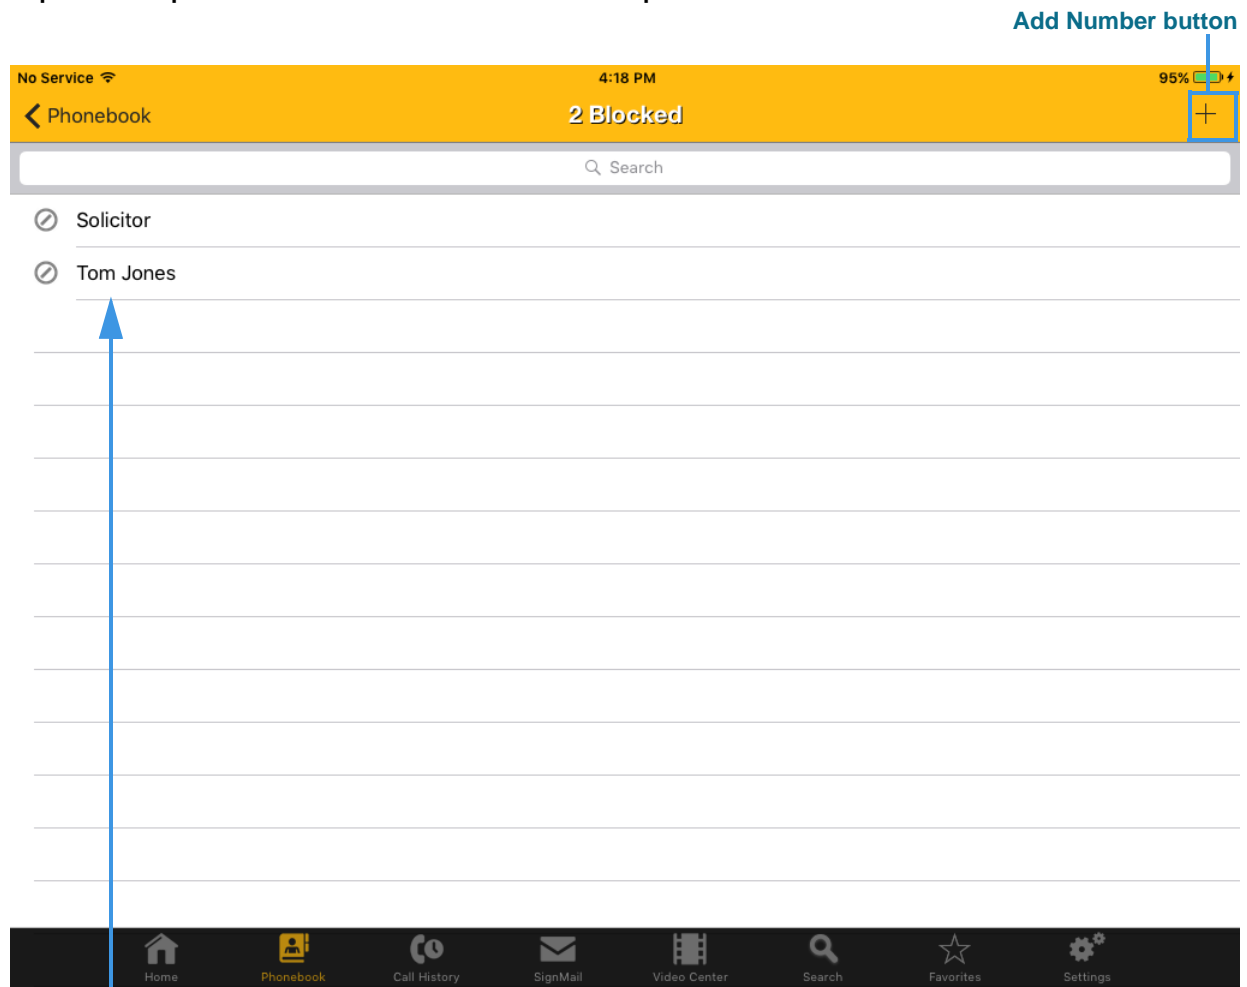 Add Number button
No Service 4:18 PM 95%
Phonebook 2 Blocked +
Search
Solicitor
Tom Jones
Home Phonebook Call History SignMail Video Center Search Favorites Settings